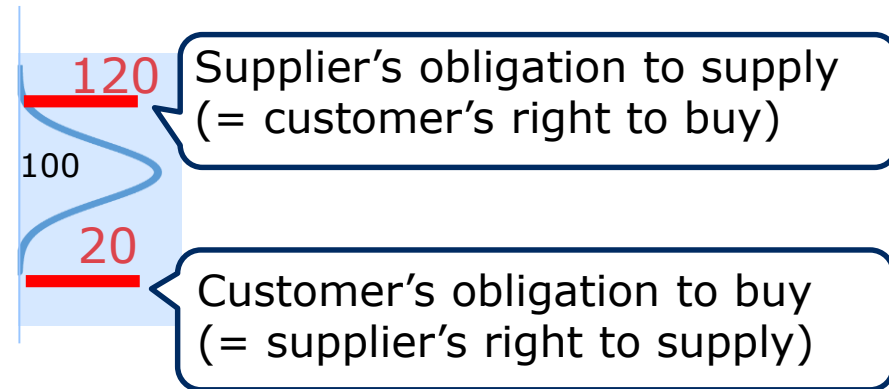 120
Supplier’s obligation to supply
(= customer’s right to buy)
100
20
Customer’s obligation to buy
(= supplier’s right to supply)